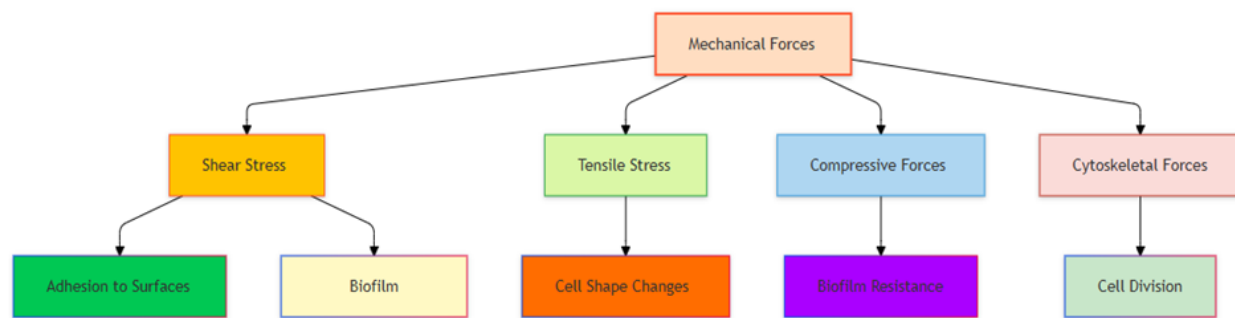 Mechanical Forces
Shear Stress
Tensile Stress
Compressive Forces
Cytoskeletal Forces
Adhesion to Surfaces
Biofilm
Cell Shape Changes
Biofilm Resistance
Cell Division